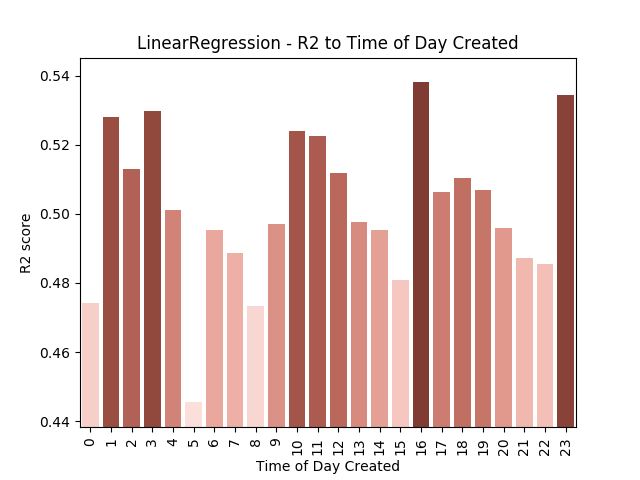 LinearRegression - R2 to Time of Day Created
0.54
0.52
0.50
0.48
0.46
0.44
R2 score
0 1 2 3 4 5 6 7 8 9 10 11 12 13 14 15 16 17 18 19 20 21 22 23
Time of Day Created